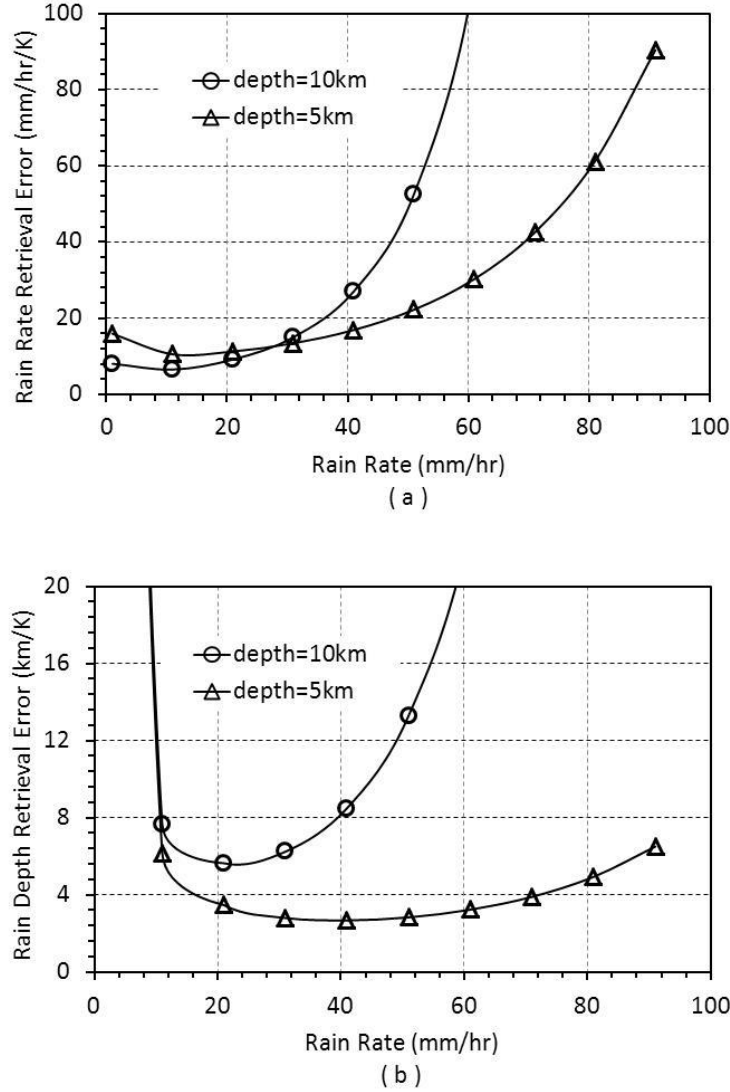 100
80
60
40
20
0
Rain Rate Retrieval Error (mm/hr/K)
depth=10km
depth=5km
0 20 40 60 80 100
Rain Rate (mm/hr)
( a )
20
16
12
8
4
0
Rain Depth Retrieval Error (km/K)
depth=10km
depth=5km
0 20 40 60 80 100
Rain Rate (mm/hr)
( b )